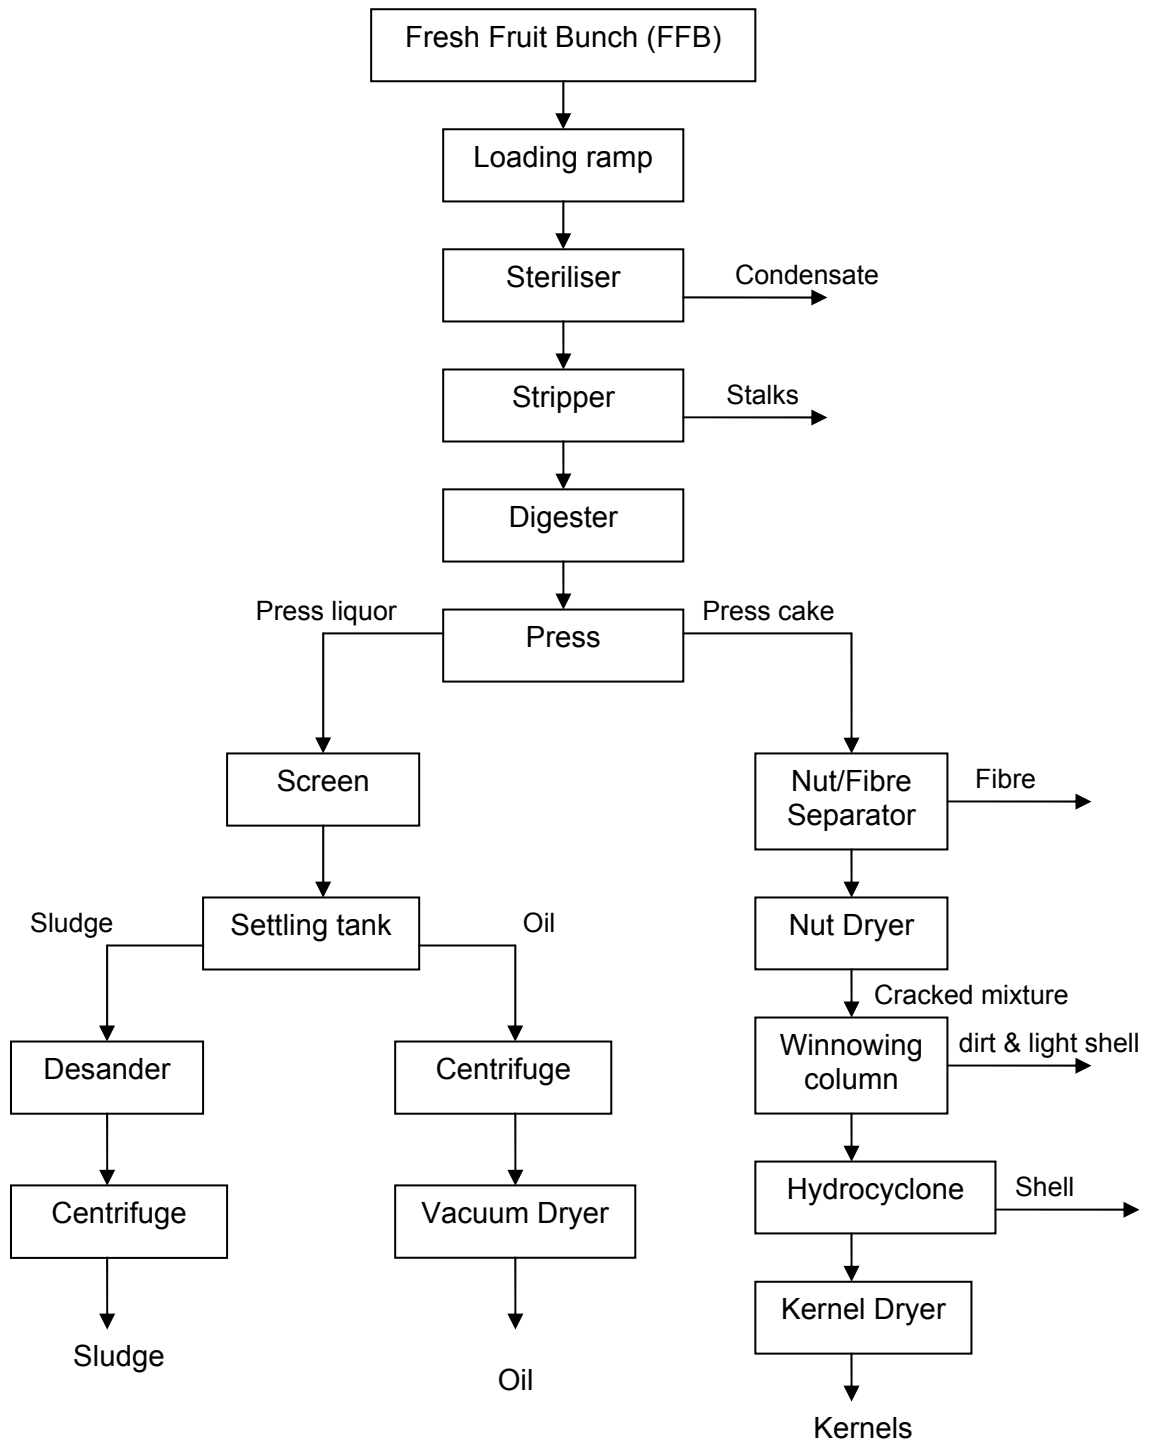 Fresh Fruit Bunch (FFB)
Loading ramp
Steriliser
Condensate
Stripper
Stalks
Digester
Press liquor
Press cake
Press
Screen
Nut/Fibre
Separator
Fibre
Sludge
Settling tank
Oil
Nut Dryer
Cracked mixture
Desander
Centrifuge
Winnowing
column
dirt & light shell
Centrifuge
Vacuum Dryer
Hydrocyclone
Shell
Kernel Dryer
Sludge
Oil
Kernels